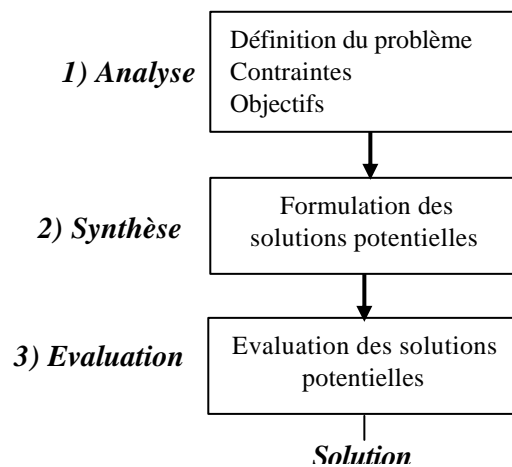 1) Analyse
Définition du problème
Contraintes
Objectifs
2) Synthèse
Formulation des
solutions potentielles
3) Evaluation
Evaluation des solutions
potentielles
Solution